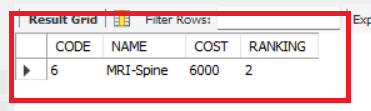 Result Grid Filter Rows: Exp
CODE NAME COST RANKING
6 MRI-Spine 6000 2